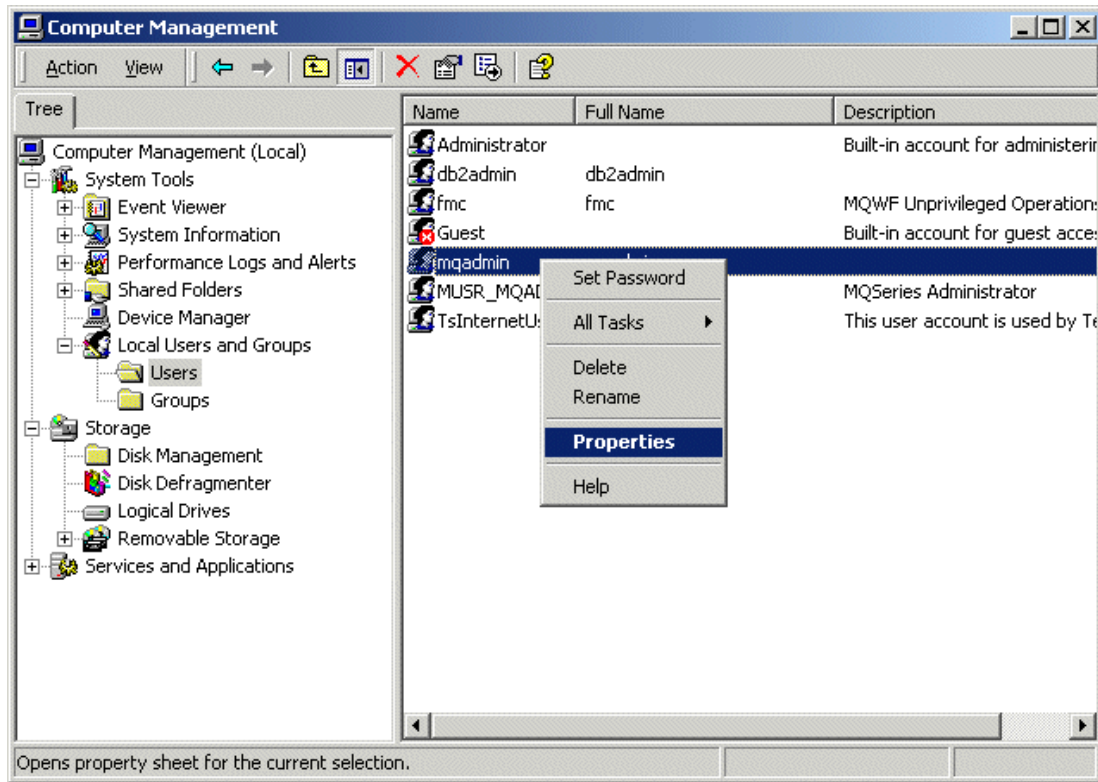 Computer Management
Action View
Tree
Name Full Name Description
Computer Management (Local)
System Tools
Event Viewer
System Information
Performance Logs and Alerts
Shared Folders
Device Manager
Local Users and Groups
Users
Groups
Storage
Disk Management
Disk Defragmenter
Logical Drives
Removable Storage
Services and Applications
Administrator Built-in account for administerin
db2admin db2admin
fmc fmc MQWF Unprivileged Operation
Guest Built-in account for guest acce
mqadmin
MUSR_MQAD MQSeries Administrator
TsInternetU This user account is used by Te
Set Password
All Tasks
Delete
Rename
Properties
Help
Opens property sheet for the current selection.